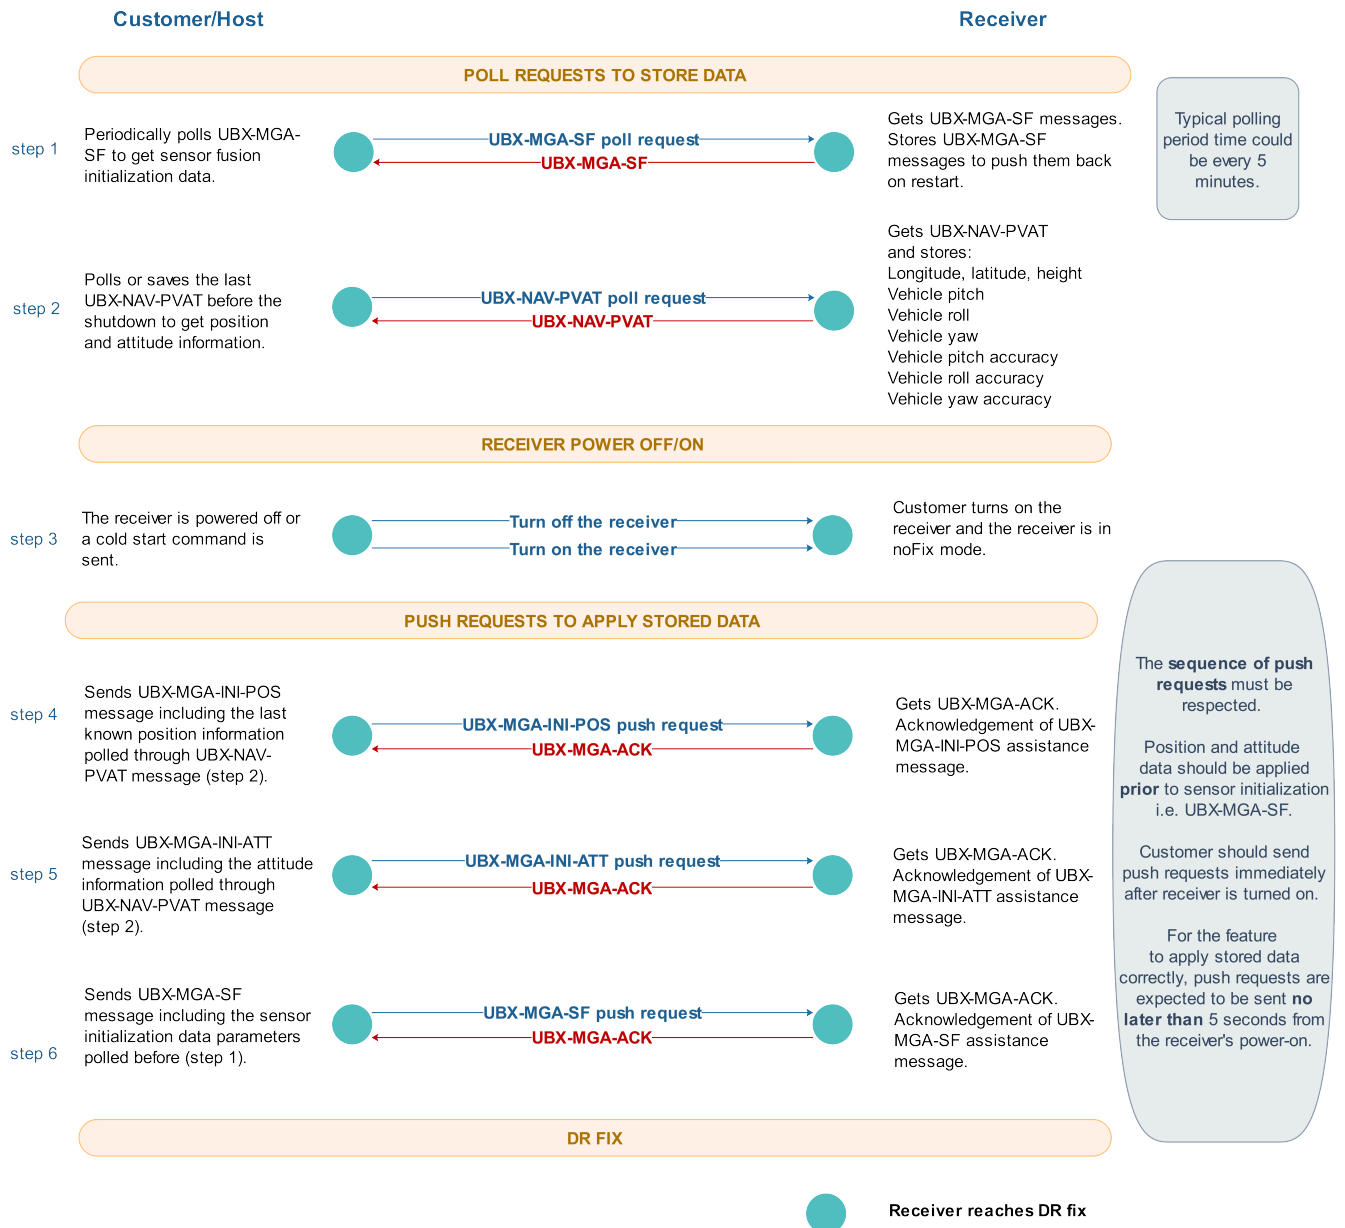 Customer/Host
Receiver
POLL REQUESTS TO STORE DATA
step 1
Periodically polls UBX-MGA-
SF to get sensor fusion
initialization data.
UBX-MGA-SF poll request
UBX-MGA-SF
Gets UBX-MGA-SF messages.
Stores UBX-MGA-SF
messages to push them back
on restart.
Typical polling
period time could
be every 5
minutes.
step 2
Polls or saves the last
UBX-NAV-PVAT before the
shutdown to get position
and attitude information.
UBX-NAV-PVAT poll request
UBX-NAV-PVAT
Gets UBX-NAV-PVAT
and stores:
Longitude, latitude, height
Vehicle pitch
Vehicle roll
Vehicle yaw
Vehicle pitch accuracy
Vehicle roll accuracy
Vehicle yaw accuracy
RECEIVER POWER OFF/ON
step 3
The receiver is powered off or
a cold start command is
sent.
Turn off the receiver
Turn on the receiver
Customer turns on the
receiver and the receiver is in
noFix mode.
PUSH REQUESTS TO APPLY STORED DATA
step 4
Sends UBX-MGA-INI-POS
message including the last
known position information
polled through UBX-NAV-
PVAT message (step 2).
UBX-MGA-INI-POS push request
UBX-MGA-ACK
Gets UBX-MGA-ACK.
Acknowledgement of UBX-
MGA-INI-POS assistance
message.
step 5
Sends UBX-MGA-INI-ATT
message including the attitude
information polled through
UBX-NAV-PVAT message
(step 2).
UBX-MGA-INI-ATT push request
UBX-MGA-ACK
Gets UBX-MGA-ACK.
Acknowledgement of UBX-
MGA-INI-ATT assistance
message.
step 6
Sends UBX-MGA-SF
message including the sensor
initialization data parameters
polled before (step 1).
UBX-MGA-SF push request
UBX-MGA-ACK
Gets UBX-MGA-ACK.
Acknowledgement of UBX-
MGA-SF assistance
message.
The sequence of push
requests must be
respected.
Position and attitude
data should be applied
prior to sensor initialization
i.e. UBX-MGA-SF.
Customer should send
push requests immediately
after receiver is turned on.
For the feature
to apply stored data
correctly, push requests are
expected to be sent no
later than 5 seconds from
the receiver's power-on.
DR FIX
Receiver reaches DR fix